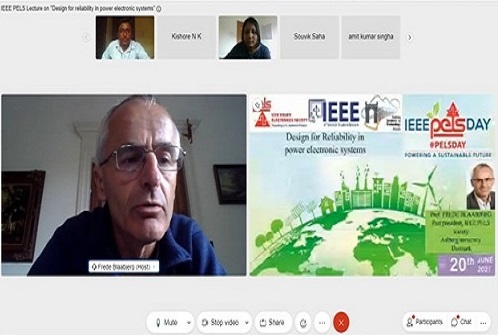 IEEE PELS Lecture on "Design for reliability in power electronic systems"
Kishore N K
Souvik Saha
amit kumar singha
Frede Blaabjerg (Host)
pels
IEEE
Design for Reliability in
power electronic systems
IEEE pels DAY
@PELSDAY
POWERING A SUSTAINABLE FUTURE
Prof. FREDE BLAABJERG
Past president, IEEE PELS
society
Aalborg university
Denmark
20th JUNE
2021
Mute
Stop video
Share
Participants
Chat